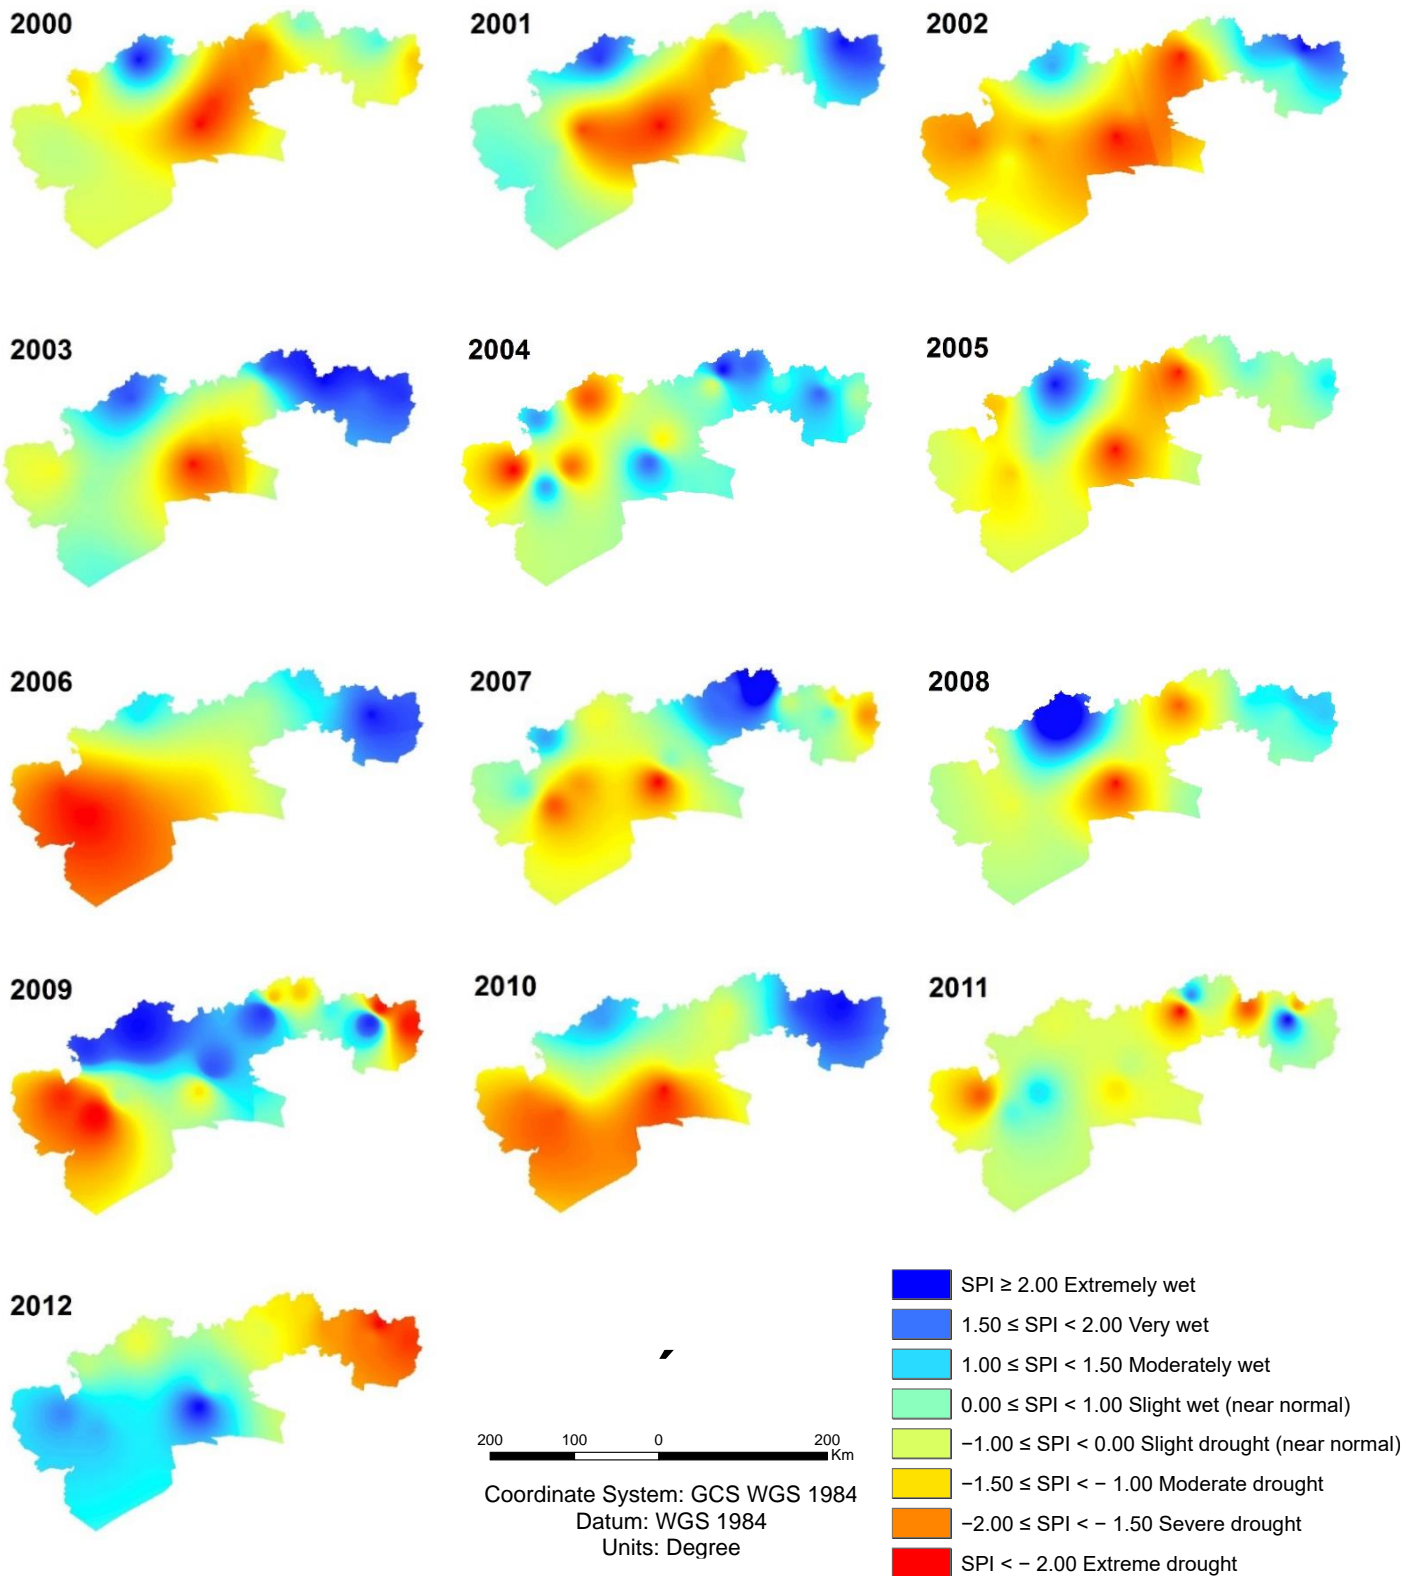 2000
2001
2002
2003
2004
2005
2006
2007
2008
2009
2010
2011
2012
SPI ≥ 2.00 Extremely wet
1.50 ≤ SPI < 2.00 Very wet
1.00 ≤ SPI < 1.50 Moderately wet
0.00 ≤ SPI < 1.00 Slight wet (near normal)
−1.00 ≤ SPI < 0.00 Slight drought (near normal)
−1.50 ≤ SPI < − 1.00 Moderate drought
−2.00 ≤ SPI < − 1.50 Severe drought
SPI < − 2.00 Extreme drought
200 100 0 200
Km
Coordinate System: GCS WGS 1984
Datum: WGS 1984
Units: Degree